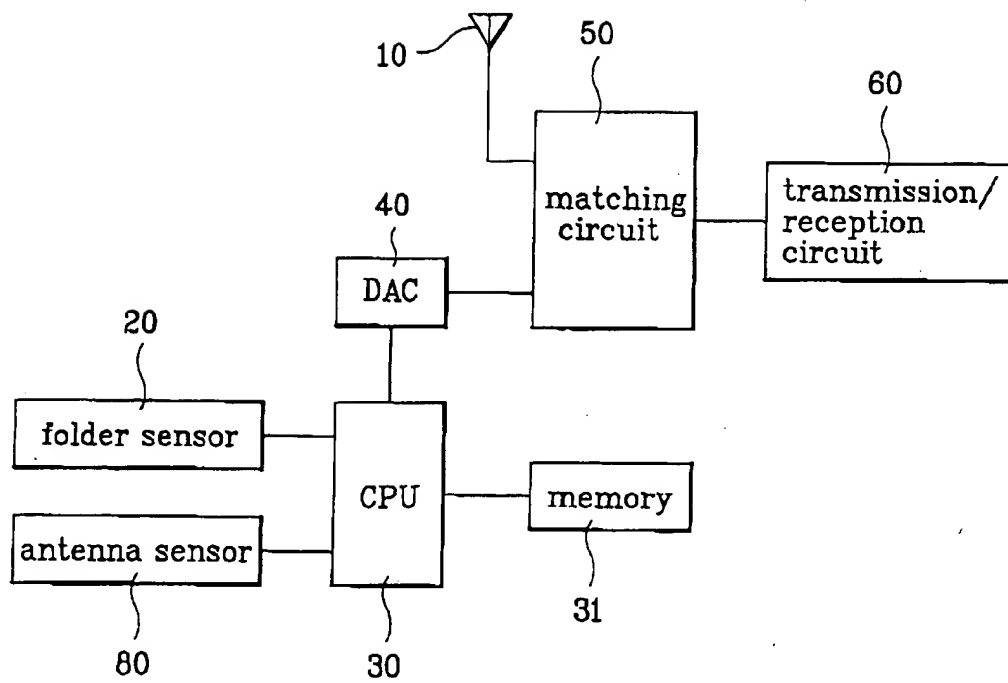 10
50
60
matching
circuit
transmission/
reception
circuit
40
DAC
20
folder sensor
CPU
memory
antenna sensor
31
80
30